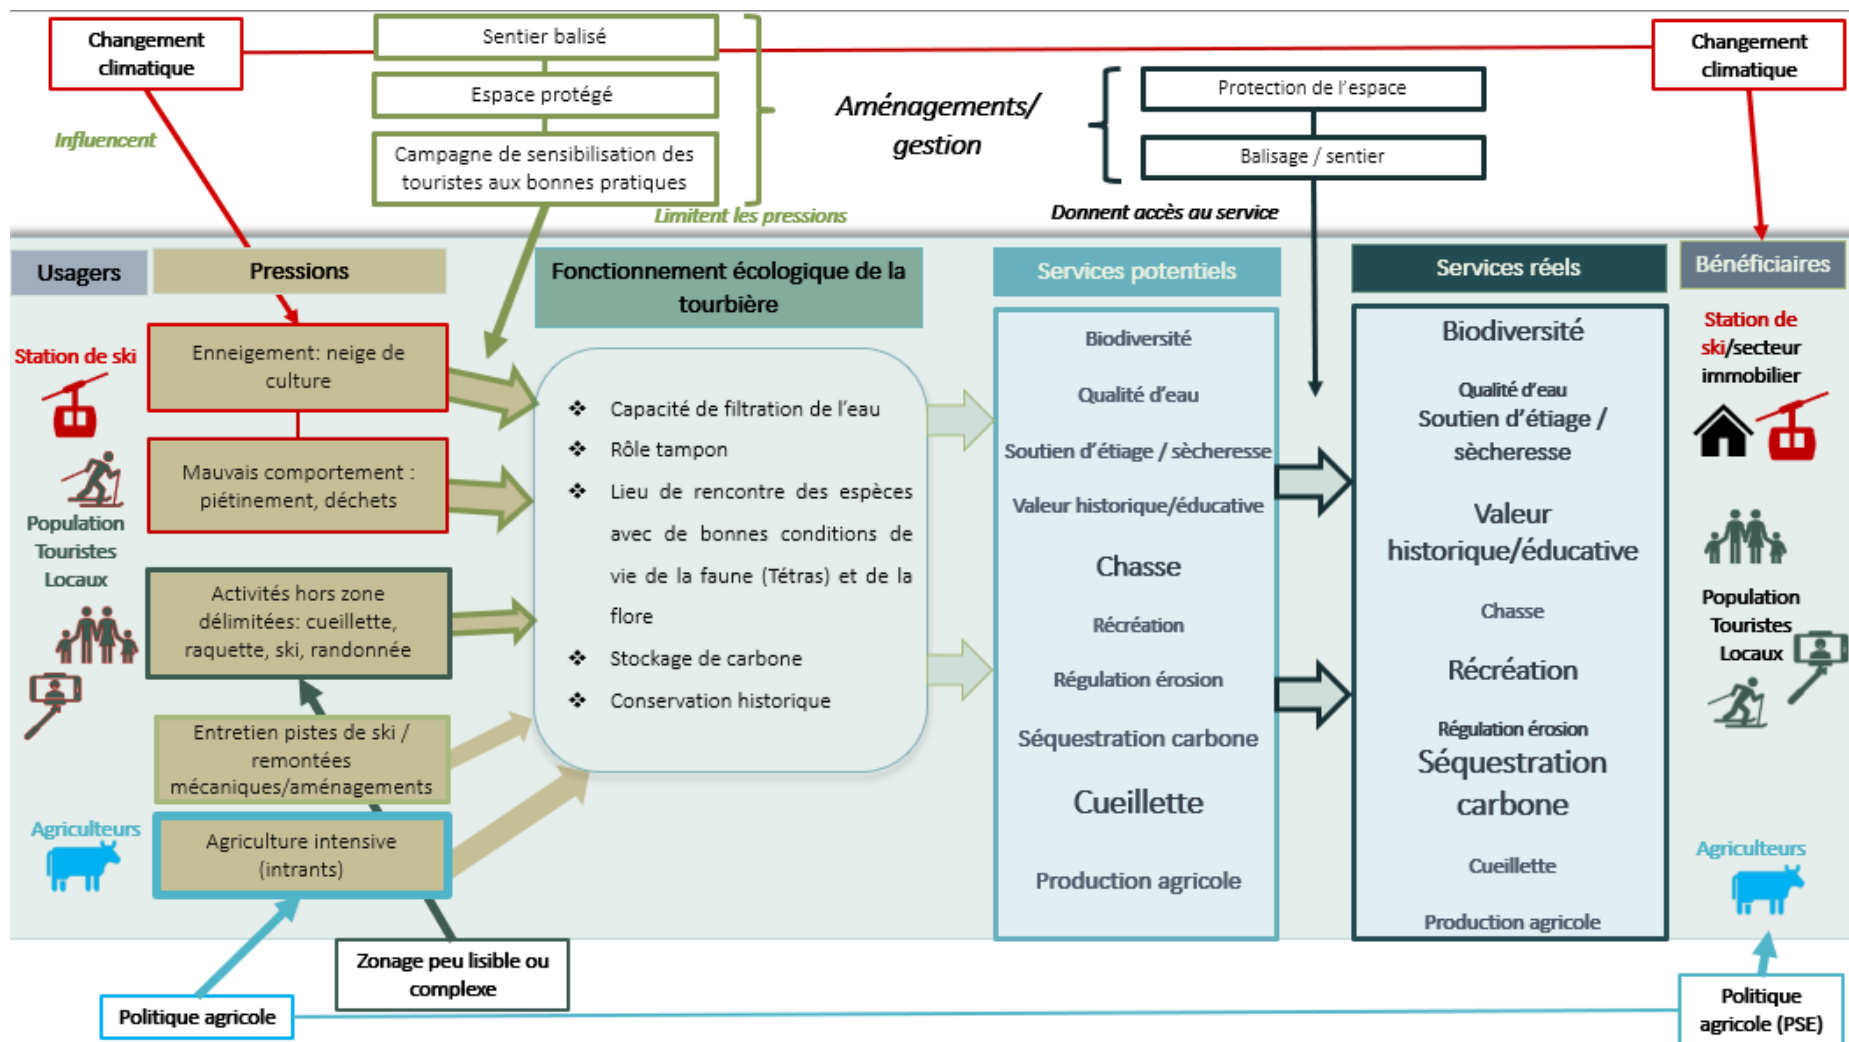 Changement
climatique
Sentier balisé
Espace protégé
Campagne de sensibilisation des
touristes aux bonnes pratiques
Influencent
Limitent les pressions
Aménagements/
gestion
Protection de l'espace
Balisage / sentier
Donnent accès au service
Changement
climatique
Usagers
Pressions
Fonctionnement écologique de la
tourbière
Services potentiels
Services réels
Bénéficiaires
Station de ski
Population
Touristes
Locaux
Agriculteurs
Enneigement: neige de
culture
Mauvais comportement :
piétinement, déchets
Activités hors zone
délimitées: cueillette,
raquette, ski, randonnée
Entretien pistes de ski /
remontées
mécaniques/aménagements
Agriculture intensive
(intrants)
❖ Capacité de filtration de l'eau
❖ Rôle tampon
❖ Lieu de rencontre des espèces
avec de bonnes conditions de
vie de la faune (Tétras) et de la
flore
❖ Stockage de carbone
❖ Conservation historique
Biodiversité
Qualité d'eau
Soutien d'étiage / sècheresse
Valeur historique/éducative
Chasse
Récréation
Régulation érosion
Séquestration carbone
Cueillette
Production agricole
Biodiversité
Qualité d'eau
Soutien d'étiage /
sècheresse
Valeur
historique/éducative
Chasse
Récréation
Régulation érosion
Séquestration
carbone
Cueillette
Production agricole
Station de
ski/secteur
immobilier
Population
Touristes
Locaux
Agriculteurs
Zonage peu lisible ou
complexe
Politique agricole
Politique
agricole (PSE)